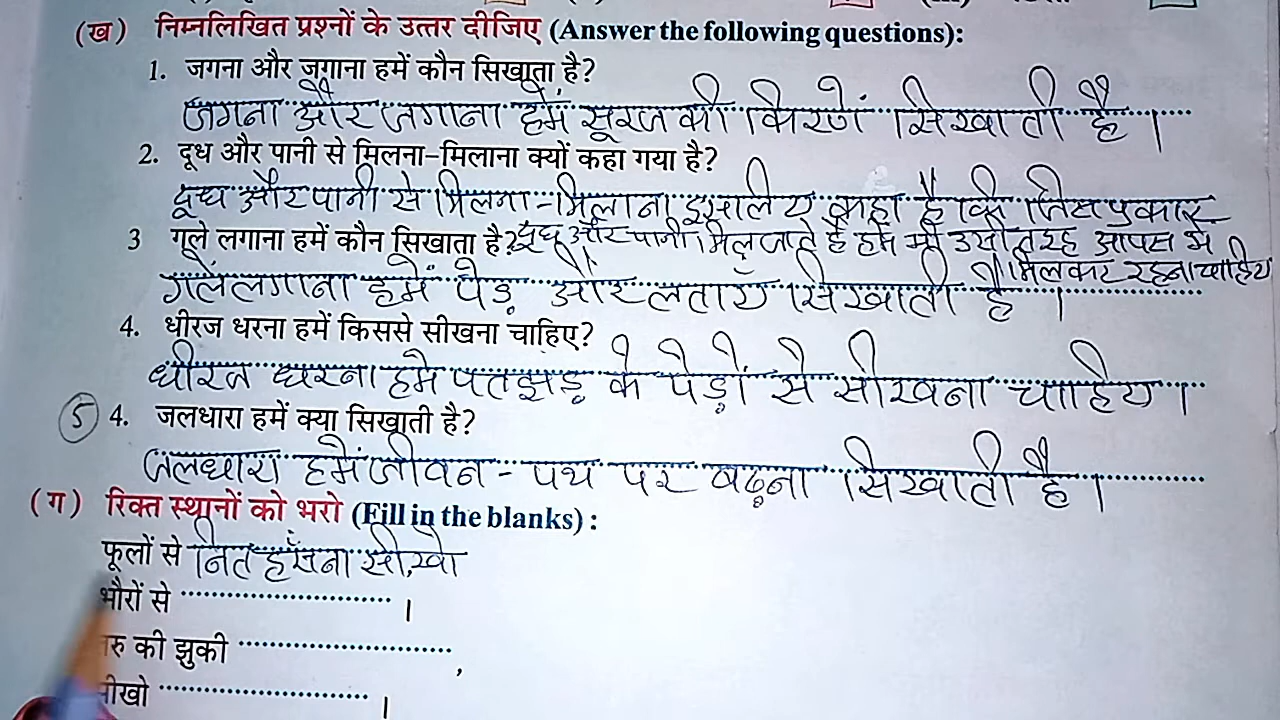 (ख) निम्नलिखित प्रश्नों के उत्तर दीजिए (Answer the following questions):
1. जगना और जगाना हमें कौन सिखाता है?
जगना और जगाना हमें सूरज की किरणें सिखाती है।
2. दूध और पानी से मिलना-मिलाना क्यों कहा गया है?
दूध और पानी से मिलना-मिलाना इसलिए कहा है कि जिस प्रकार
3 गले लगाना हमें कौन सिखाता है? दूध और पानी मिल जाते है हमे भी उसी तरह आपस मे
मिलकर रहना चाहिए
गले लगाना हमें पेड़ और लताएँ सिखाती है।
4. धीरज धरना हमें किससे सीखना चाहिए?
धीरज धरना हमे पतझड़ के पेड़ों से सीखना चाहिए।
5 4. जलधारा हमें क्या सिखाती है?
जलधारा हमें जीवन-पथ पर बढ़ना सिखाती है।
(ग) रिक्त स्थानों को भरो (Fill in the blanks):
फूलों से नित हँसना सीखो
भौरों से .......................... ।
की झुकी ..........................,
.......................... ।